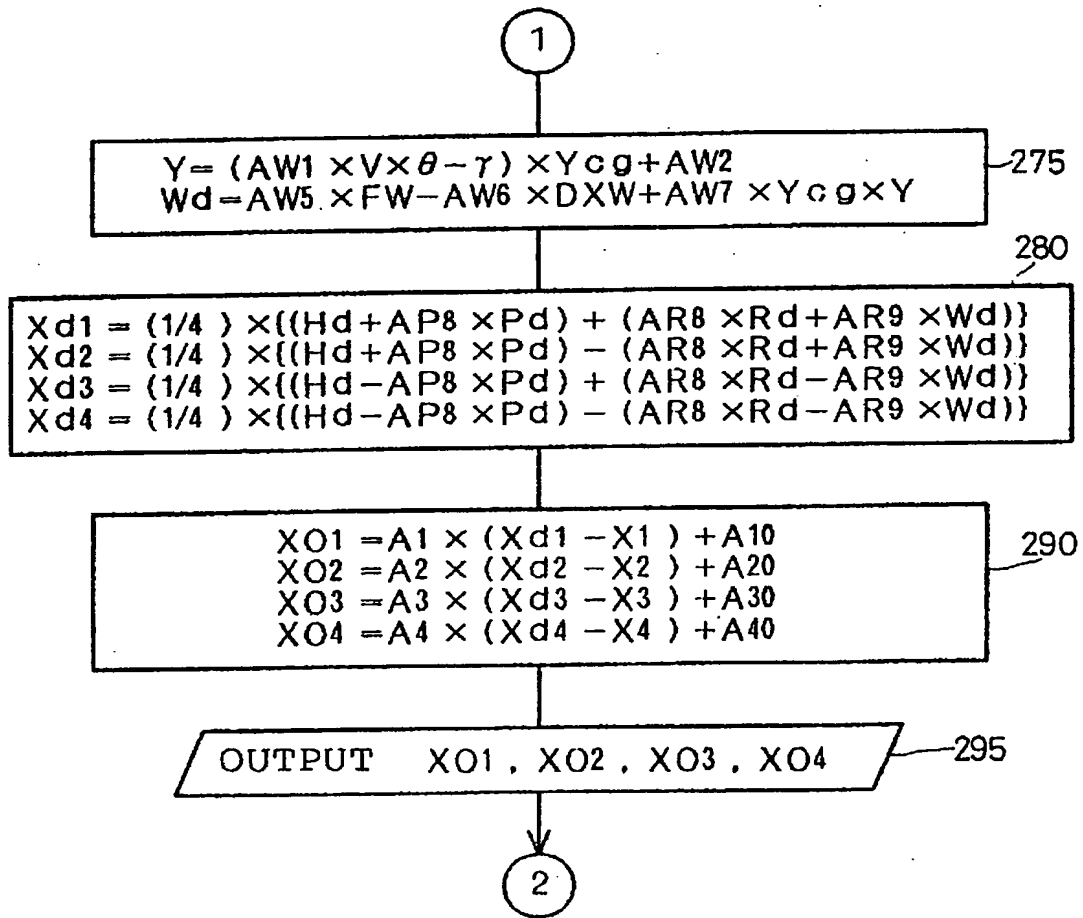 1
Y=(AW1×V×θ-γ)×Ycg+AW2
Wd=AW5×FW-AW6×DXW+AW7×Ycg×Y
275
280
Xd1=(1/4)×{(Hd+AP8×Pd)+(AR8×Rd+AR9×Wd)}
Xd2=(1/4)×{(Hd+AP8×Pd)-(AR8×Rd+AR9×Wd)}
Xd3=(1/4)×{(Hd-AP8×Pd)+(AR8×Rd-AR9×Wd)}
Xd4=(1/4)×{(Hd-AP8×Pd)-(AR8×Rd-AR9×Wd)}
XO1=A1×(Xd1-X1)+A10
XO2=A2×(Xd2-X2)+A20
XO3=A3×(Xd3-X3)+A30
XO4=A4×(Xd4-X4)+A40
290
OUTPUT XO1, XO2, XO3, XO4
295
2